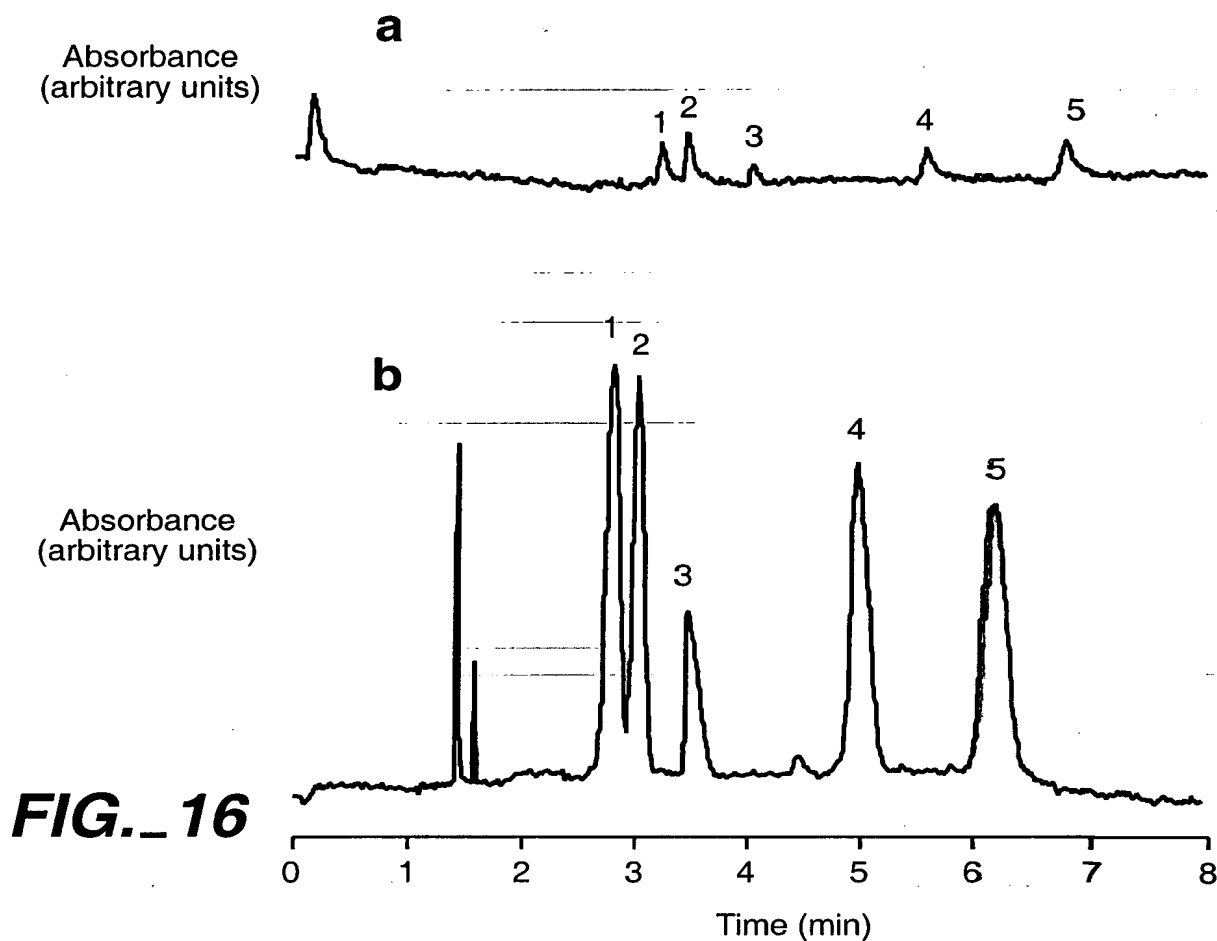 a
Absorbance
(arbitrary units)
1 2 3 4 5
b
Absorbance
(arbitrary units)
1 2 3 4 5
FIG._16
0 1 2 3 4 5 6 7 8
Time (min)